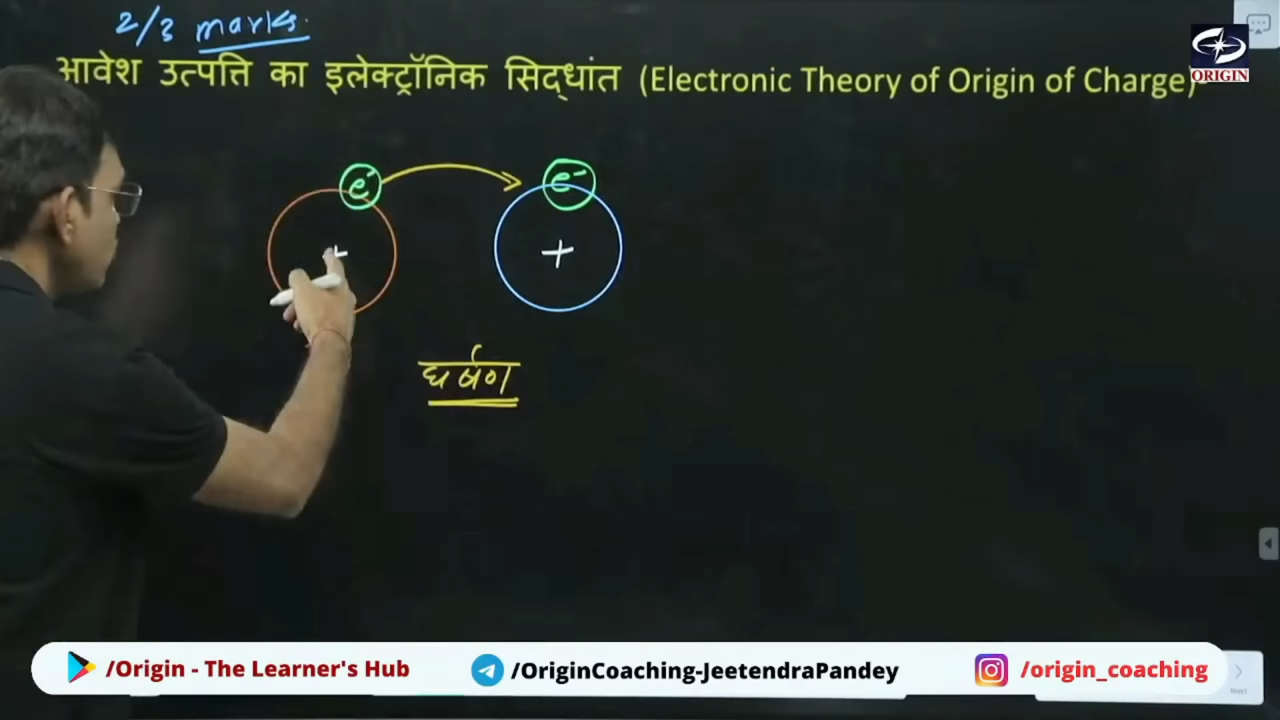 2/3 marks.
आवेश उत्पत्ति का इलेक्ट्रॉनिक सिद्धांत (Electronic Theory of Origin of Charge)-
ORIGIN
e⁻ e⁻
+ +
घर्षण
/Origin - The Learner's Hub /OriginCoaching-JeetendraPandey /origin_coaching
Next